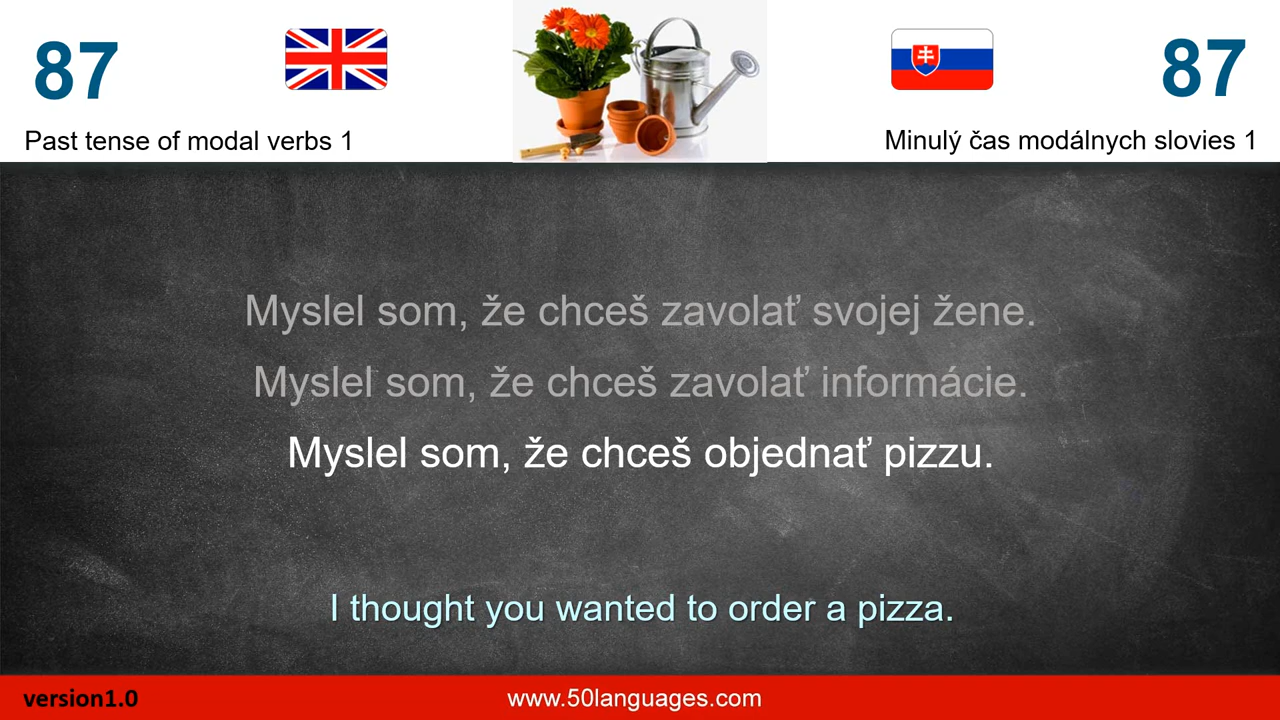 87
87
Past tense of modal verbs 1
Minulý čas modálnych slovies 1
Myslel som, že chceš zavolať svojej žene.
Myslel som, že chceš zavolať informácie.
Myslel som, že chceš objednať pizzu.
I thought you wanted to order a pizza.
version1.0
www.50languages.com